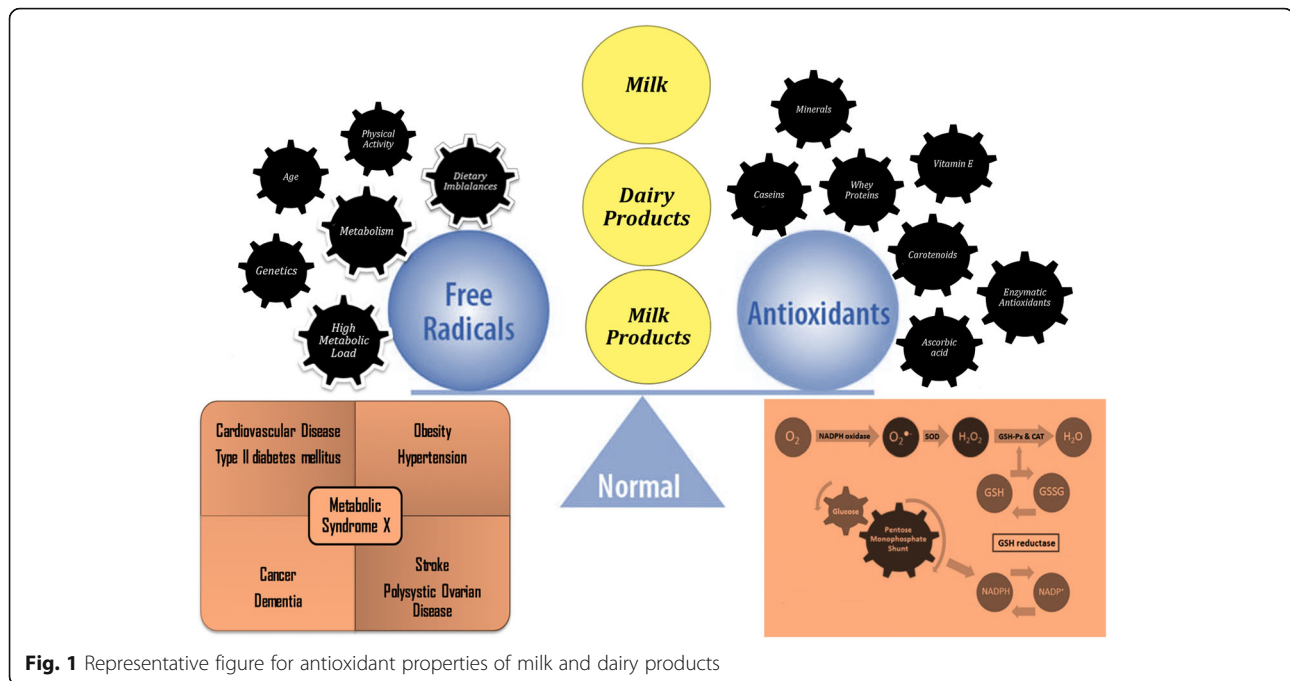 Milk
Dairy
Products
Milk
Products
Physical
Activity
Age
Dietary
Imblalances
Metabolism
Genetics
High
Metabolic
Load
Free
Radicals
Minerals
Vitamin E
Caseins
Whey
Proteins
Carotenoids
Enzymatic
Antioxidants
Ascorbic
acid
Antioxidants
Normal
Cardiovascular Disease
Type II diabetes mellitus
Obesity
Hypertension
Metabolic
Syndrome X
Cancer
Dementia
Stroke
Polysystic Ovarian
Disease
O₂ NADPH oxidase O₂•⁻ SOD H₂O₂ GSH-Px & CAT H₂O
GSH GSSG
GSH reductase
Glucose
Pentose
Monophosphate
Shunt
NADPH NADP⁺
Fig. 1 Representative figure for antioxidant properties of milk and dairy products